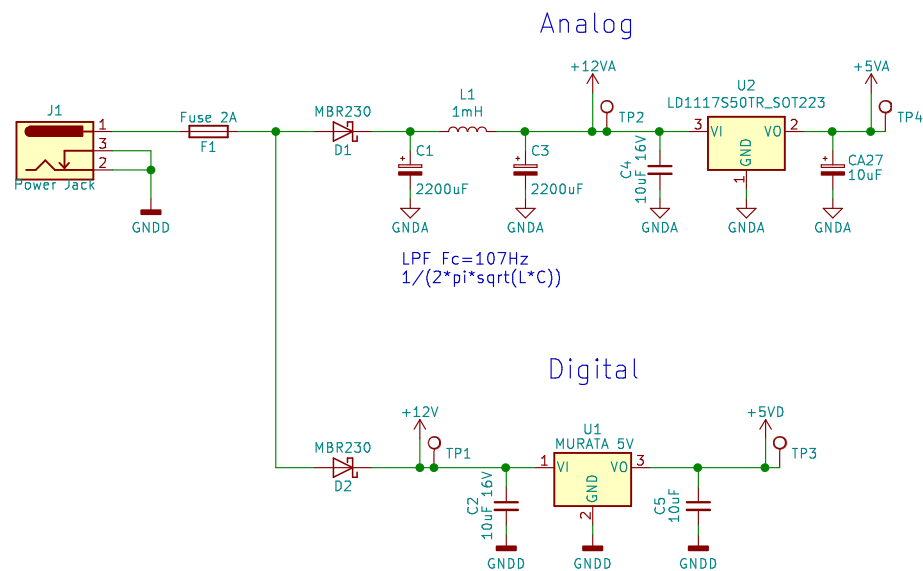 Analog
+12VA
+5VA
J1
1
3
2
Power Jack
GNDD
Fuse 2A
F1
MBR230
D1
L1
1mH
C1
2200uF
GNDA
C3
2200uF
GNDA
TP2
C4
10uF 16V
GNDA
U2
LD1117S50TR_SOT223
3
VI
VO
2
GND
1
GNDA
TP4
CA27
10uF
GNDA
LPF Fc=107Hz
1/(2*pi*sqrt(L*C))
Digital
+12V
+5VD
MBR230
D2
TP1
C2
10uF 16V
GNDD
U1
MURATA 5V
1
VI
VO
3
GND
2
GNDD
C5
10uF
GNDD
TP3